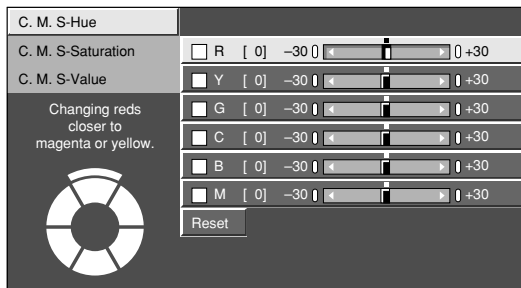 C. M. S-Hue
C. M. S-Saturation
C. M. S-Value
Changing reds
closer to
magenta or yellow.
R [ 0] –30 +30
Y [ 0] –30 +30
G [ 0] –30 +30
C [ 0] –30 +30
B [ 0] –30 +30
M [ 0] –30 +30
Reset